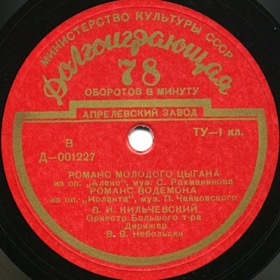 МИНИСТЕРСТВО КУЛЬТУРЫ СССР
Долгоиграющая
78
ОБОРОТОВ В МИНУТУ
АПРЕЛЕВСКИЙ ЗАВОД
ТУ—I кл.
В
Д—001227
РОМАНС МОЛОДОГО ЦЫГАНА
из оп. „Алеко“, муз. С. Рахманинова
РОМАНС ВОДЕМОНА
из оп. „Иоланта“, муз. П. Чайковского
В. И. КИЛЬЧЕВСКИЙ
Оркестр Большого т-ра
Дирижер
В. В. Небольсин